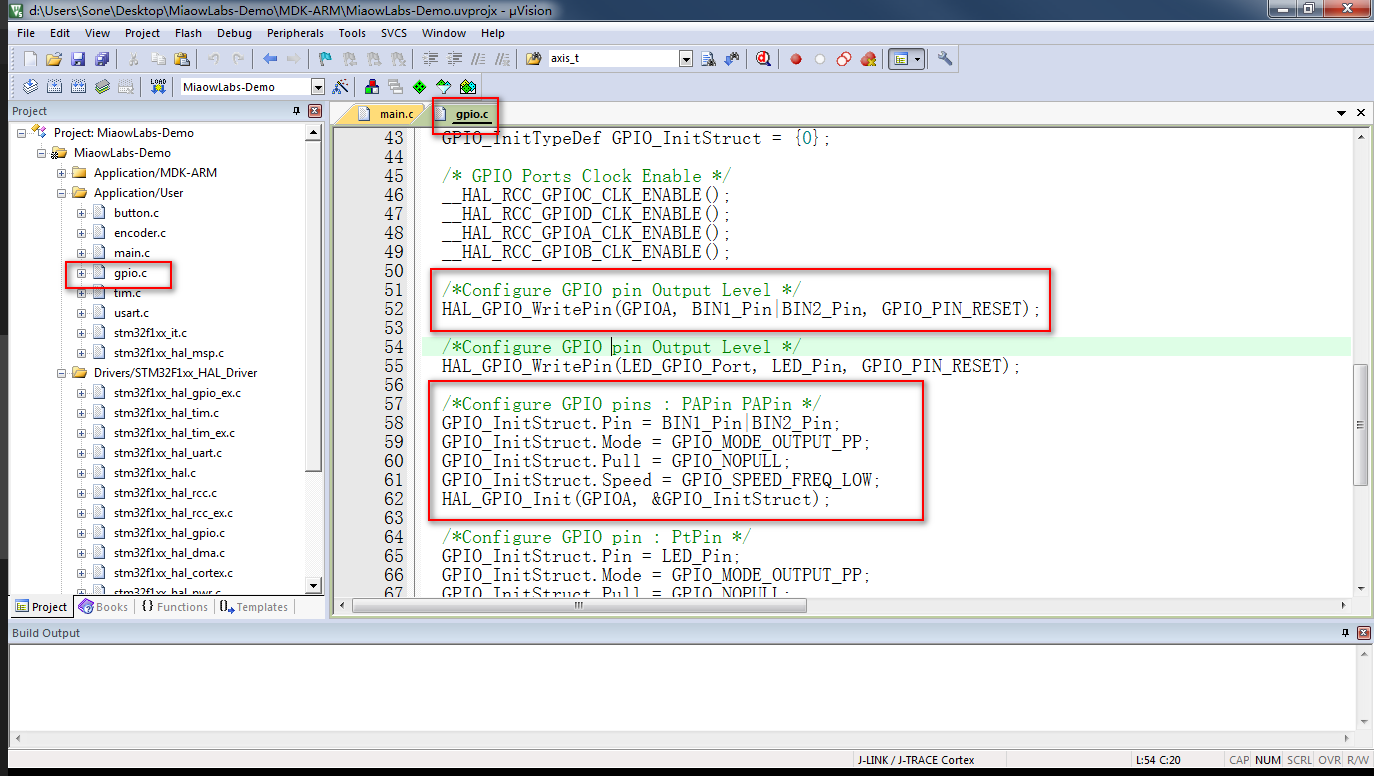 d:\Users\Sone\Desktop\MiaowLabs-Demo\MDK-ARM\MiaowLabs-Demo.uvprojx - µVision
File Edit View Project Flash Debug Peripherals Tools SVCS Window Help
axis_t
LOAD MiaowLabs-Demo
Project
Project: MiaowLabs-Demo
MiaowLabs-Demo
Application/MDK-ARM
Application/User
button.c
encoder.c
main.c
gpio.c
tim.c
usart.c
stm32f1xx_it.c
stm32f1xx_hal_msp.c
Drivers/STM32F1xx_HAL_Driver
stm32f1xx_hal_gpio_ex.c
stm32f1xx_hal_tim.c
stm32f1xx_hal_tim_ex.c
stm32f1xx_hal_uart.c
stm32f1xx_hal.c
stm32f1xx_hal_rcc.c
stm32f1xx_hal_rcc_ex.c
stm32f1xx_hal_gpio.c
stm32f1xx_hal_dma.c
stm32f1xx_hal_cortex.c
stm32f1xx_hal_pwr.c
Project Books {} Functions Templates
main.c gpio.c
43 GPIO_InitTypeDef GPIO_InitStruct = {0};
44
45 /* GPIO Ports Clock Enable */
46 __HAL_RCC_GPIOC_CLK_ENABLE();
47 __HAL_RCC_GPIOD_CLK_ENABLE();
48 __HAL_RCC_GPIOA_CLK_ENABLE();
49 __HAL_RCC_GPIOB_CLK_ENABLE();
50
51 /*Configure GPIO pin Output Level */
52 HAL_GPIO_WritePin(GPIOA, BIN1_Pin|BIN2_Pin, GPIO_PIN_RESET);
53
54 /*Configure GPIO pin Output Level */
55 HAL_GPIO_WritePin(LED_GPIO_Port, LED_Pin, GPIO_PIN_RESET);
56
57 /*Configure GPIO pins : PAPin PAPin */
58 GPIO_InitStruct.Pin = BIN1_Pin|BIN2_Pin;
59 GPIO_InitStruct.Mode = GPIO_MODE_OUTPUT_PP;
60 GPIO_InitStruct.Pull = GPIO_NOPULL;
61 GPIO_InitStruct.Speed = GPIO_SPEED_FREQ_LOW;
62 HAL_GPIO_Init(GPIOA, &GPIO_InitStruct);
63
64 /*Configure GPIO pin : PtPin */
65 GPIO_InitStruct.Pin = LED_Pin;
66 GPIO_InitStruct.Mode = GPIO_MODE_OUTPUT_PP;
67 GPIO_InitStruct.Pull = GPIO_NOPULL;
Build Output
J-LINK / J-TRACE Cortex L:54 C:20 CAP NUM SCRL OVR R/W